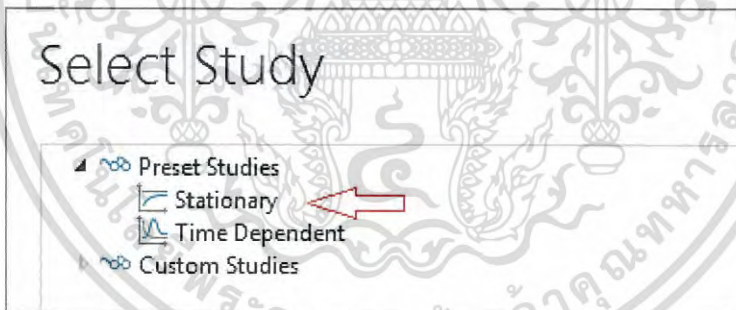 Select Study
Preset Studies
Stationary
Time Dependent
Custom Studies